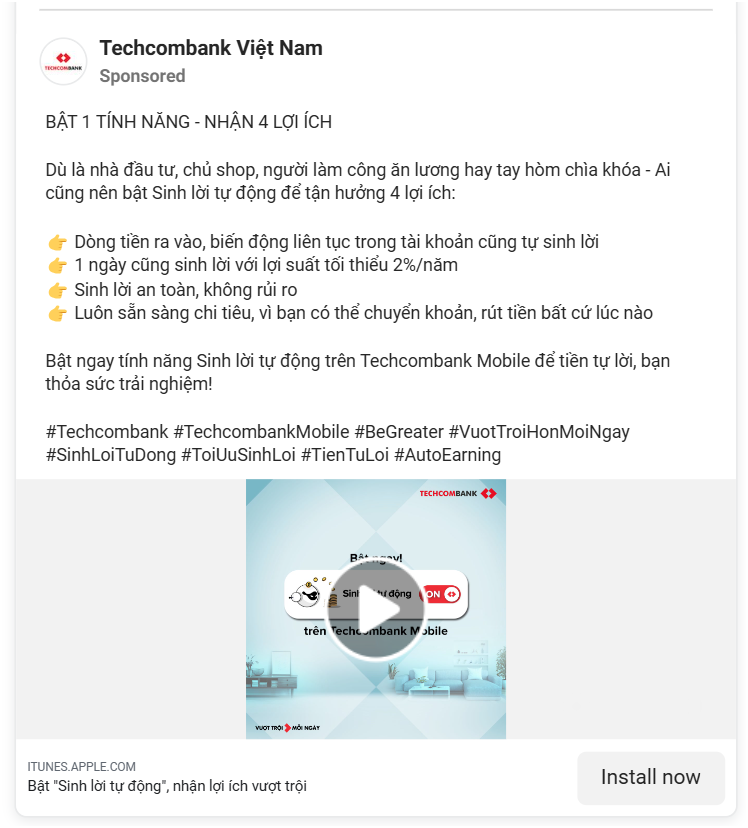 TECHCOMBANK
Techcombank Việt Nam
Sponsored
BẬT 1 TÍNH NĂNG - NHẬN 4 LỢI ÍCH
Dù là nhà đầu tư, chủ shop, người làm công ăn lương hay tay hòm chìa khóa - Ai
cũng nên bật Sinh lời tự động để tận hưởng 4 lợi ích:
👉 Dòng tiền ra vào, biến động liên tục trong tài khoản cũng tự sinh lời
👉 1 ngày cũng sinh lời với lợi suất tối thiểu 2%/năm
👉 Sinh lời an toàn, không rủi ro
👉 Luôn sẵn sàng chi tiêu, vì bạn có thể chuyển khoản, rút tiền bất cứ lúc nào
Bật ngay tính năng Sinh lời tự động trên Techcombank Mobile để tiền tự lời, bạn
thỏa sức trải nghiệm!
#Techcombank #TechcombankMobile #BeGreater #VuotTroiHonMoiNgay
#SinhLoiTuDong #ToiUuSinhLoi #TienTuLoi #AutoEarning
TECHCOMBANK
Bật ngay!
Sinh lời tự động ON
trên Techcombank Mobile
VƯỢT TRỘI MỖI NGÀY
ITUNES.APPLE.COM
Bật "Sinh lời tự động", nhận lợi ích vượt trội
Install now